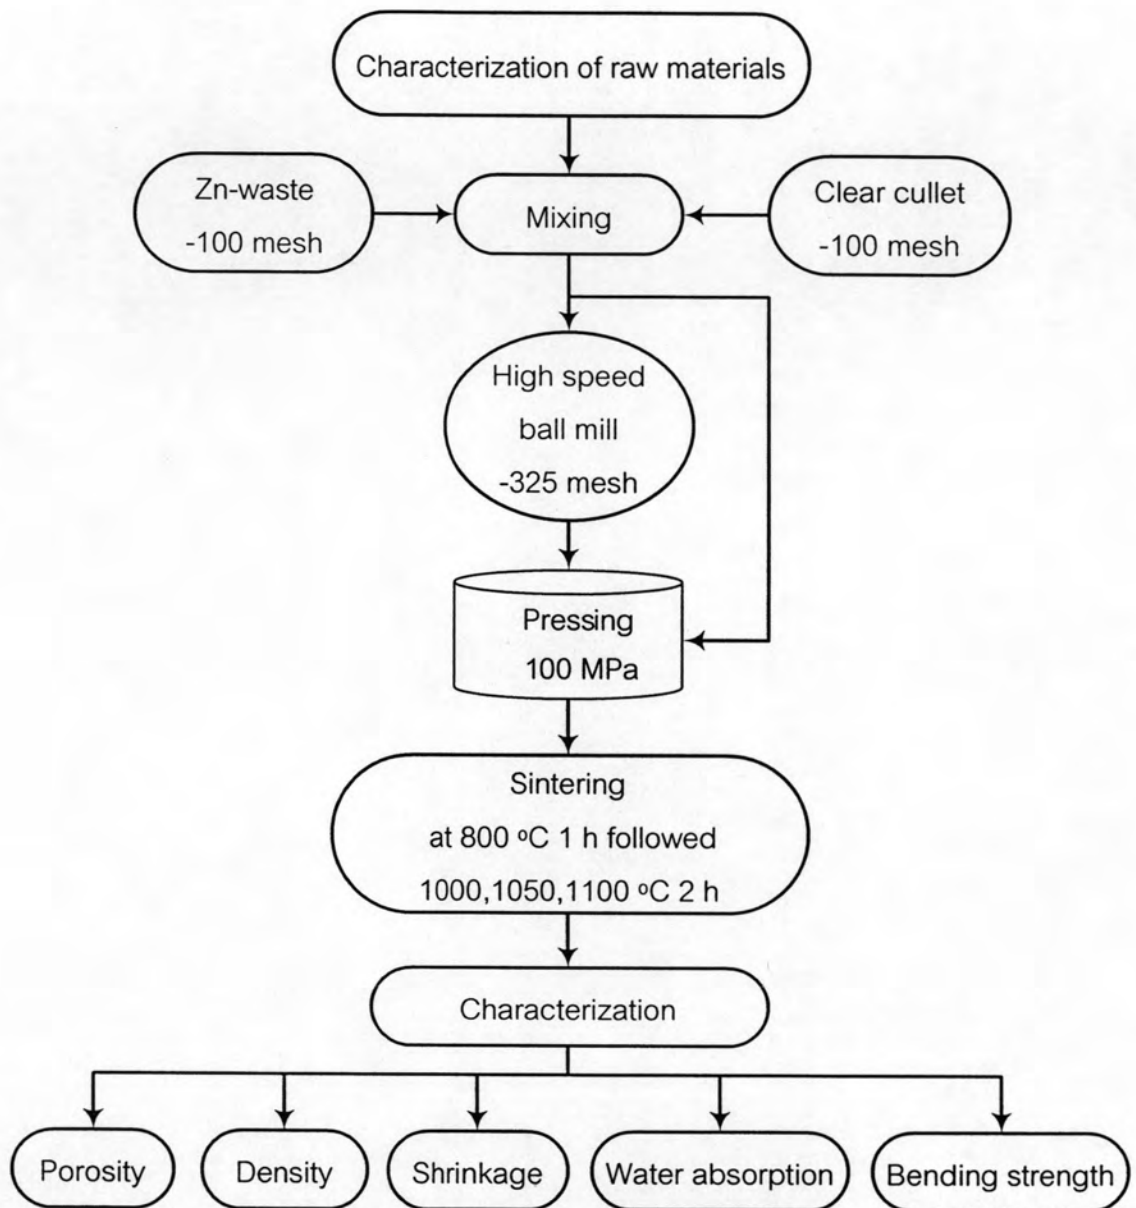 Characterization of raw materials
Zn-waste
-100 mesh
Mixing
Clear cullet
-100 mesh
High speed
ball mill
-325 mesh
Pressing
100 MPa
Sintering
at 800 ºC 1 h followed
1000,1050,1100 ºC 2 h
Characterization
Porosity
Density
Shrinkage
Water absorption
Bending strength